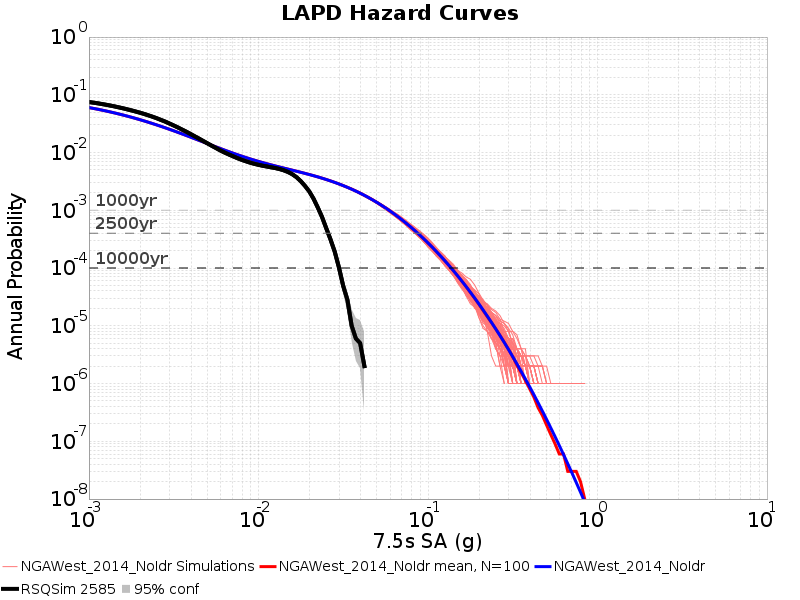 LAPD Hazard Curves
10^0
10^-1
10^-2
10^-3
10^-4
10^-5
10^-6
10^-7
10^-8
Annual Probability
1000yr
2500yr
10000yr
10^-3 10^-2 10^-1 10^0 10^1
7.5s SA (g)
NGAWest_2014_NoIdr Simulations NGAWest_2014_NoIdr mean, N=100 NGAWest_2014_NoIdr
RSQSim 2585 95% conf